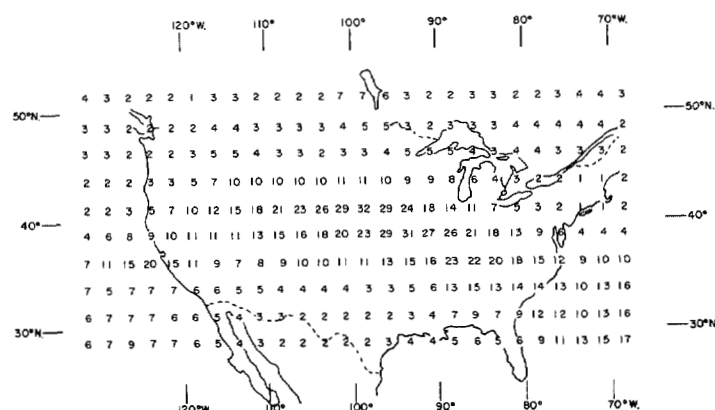 120°W. 110° 100° 90° 80° 70°W.
4 3 2 2 2 1 3 3 2 2 2 2 7 7 6 3 2 2 3 3 2 2 3 4 4 3
50°N. 50°N.
3 3 2 2 2 2 4 4 3 3 3 3 4 5 5 3 2 3 3 3 4 4 4 4 4 2
3 3 2 2 2 3 5 5 4 3 3 2 3 3 4 5 5 5 4 3 4 4 3 3 3 2
2 2 2 3 3 5 7 10 10 10 10 10 11 11 10 9 9 8 6 4 3 2 2 1 1 2
2 2 3 5 7 10 12 15 18 21 23 26 29 32 29 24 18 14 11 7 5 3 2 1 1 2
40° 40°
4 6 8 9 10 11 11 11 13 15 16 18 20 23 29 31 27 26 21 18 13 9 6 4 4 4
7 11 15 20 15 11 9 7 8 9 10 10 11 11 13 15 16 23 22 20 18 15 12 9 10 10
7 5 7 7 7 6 6 5 5 4 4 4 4 3 3 5 6 13 15 13 14 14 13 10 13 16
6 7 7 7 6 6 5 4 3 3 2 2 2 2 2 2 3 4 7 9 7 9 12 12 10 13 16
30°N. 30°N.
6 7 9 7 7 6 5 4 3 2 2 2 2 2 3 4 4 5 6 5 6 9 11 13 15 17
120°W. 110° 100° 90° 80° 70°W.